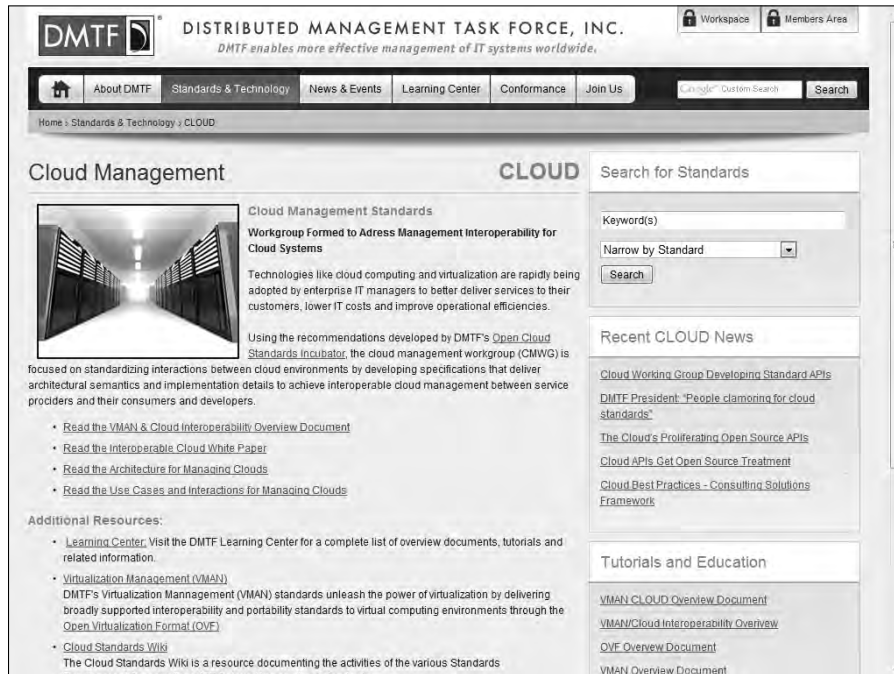 DMTF
DISTRIBUTED MANAGEMENT TASK FORCE, INC.
DMTF enables more effective management of IT systems worldwide.
Workspace
Members Area
About DMTF
Standards & Technology
News & Events
Learning Center
Conformance
Join Us
Google™ Custom Search
Search
Home › Standards & Technology › CLOUD
Cloud Management
CLOUD
Cloud Management Standards
Workgroup Formed to Adress Management Interoperability for
Cloud Systems
Technologies like cloud computing and virtualization are rapidly being
adopted by enterprise IT managers to better deliver services to their
customers, lower IT costs and improve operational efficiencies.
Using the recommendations developed by DMTF's Open Cloud
Standards Incubator, the cloud management workgroup (CMWG) is
focused on standardizing interactions between cloud environments by developing specifications that deliver
architectural semantics and implementation details to achieve interoperable cloud management between service
providers and their consumers and developers.
• Read the VMAN & Cloud Interoperability Overview Document
• Read the Interoperable Cloud White Paper
• Read the Architecture for Managing Clouds
• Read the Use Cases and Interactions for Managing Clouds
Additional Resources:
• Learning Center: Visit the DMTF Learning Center for a complete list of overview documents, tutorials and
related information.
• Virtualization Management (VMAN)
DMTF's Virtualization Mannagement (VMAN) standards unleash the power of virtualization by delivering
broadly supported interoperability and portability standards to virtual computing environments through the
Open Virtualization Format (OVF)
• Cloud Standards Wiki
The Cloud Standards Wiki is a resource documenting the activities of the various Standards
Search for Standards
Keyword(s)
Narrow by Standard
Search
Recent CLOUD News
Cloud Working Group Developing Standard APIs
DMTF President: "People clamoring for cloud
standards"
The Cloud's Proliferating Open Source APIs
Cloud APIs Get Open Source Treatment
Cloud Best Practices - Consulting Solutions
Framework
Tutorials and Education
VMAN CLOUD Overview Document
VMAN/Cloud Interoperability Overivew
OVF Overvew Document
VMAN Overview Document